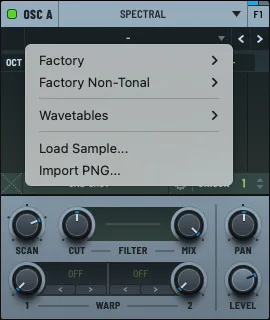 OSC A SPECTRAL F1
-
OCT
Factory
Factory Non-Tonal
Wavetables
Load Sample...
Import PNG...
1
SCAN CUT FILTER MIX PAN
OFF OFF
1 WARP 2 LEVEL